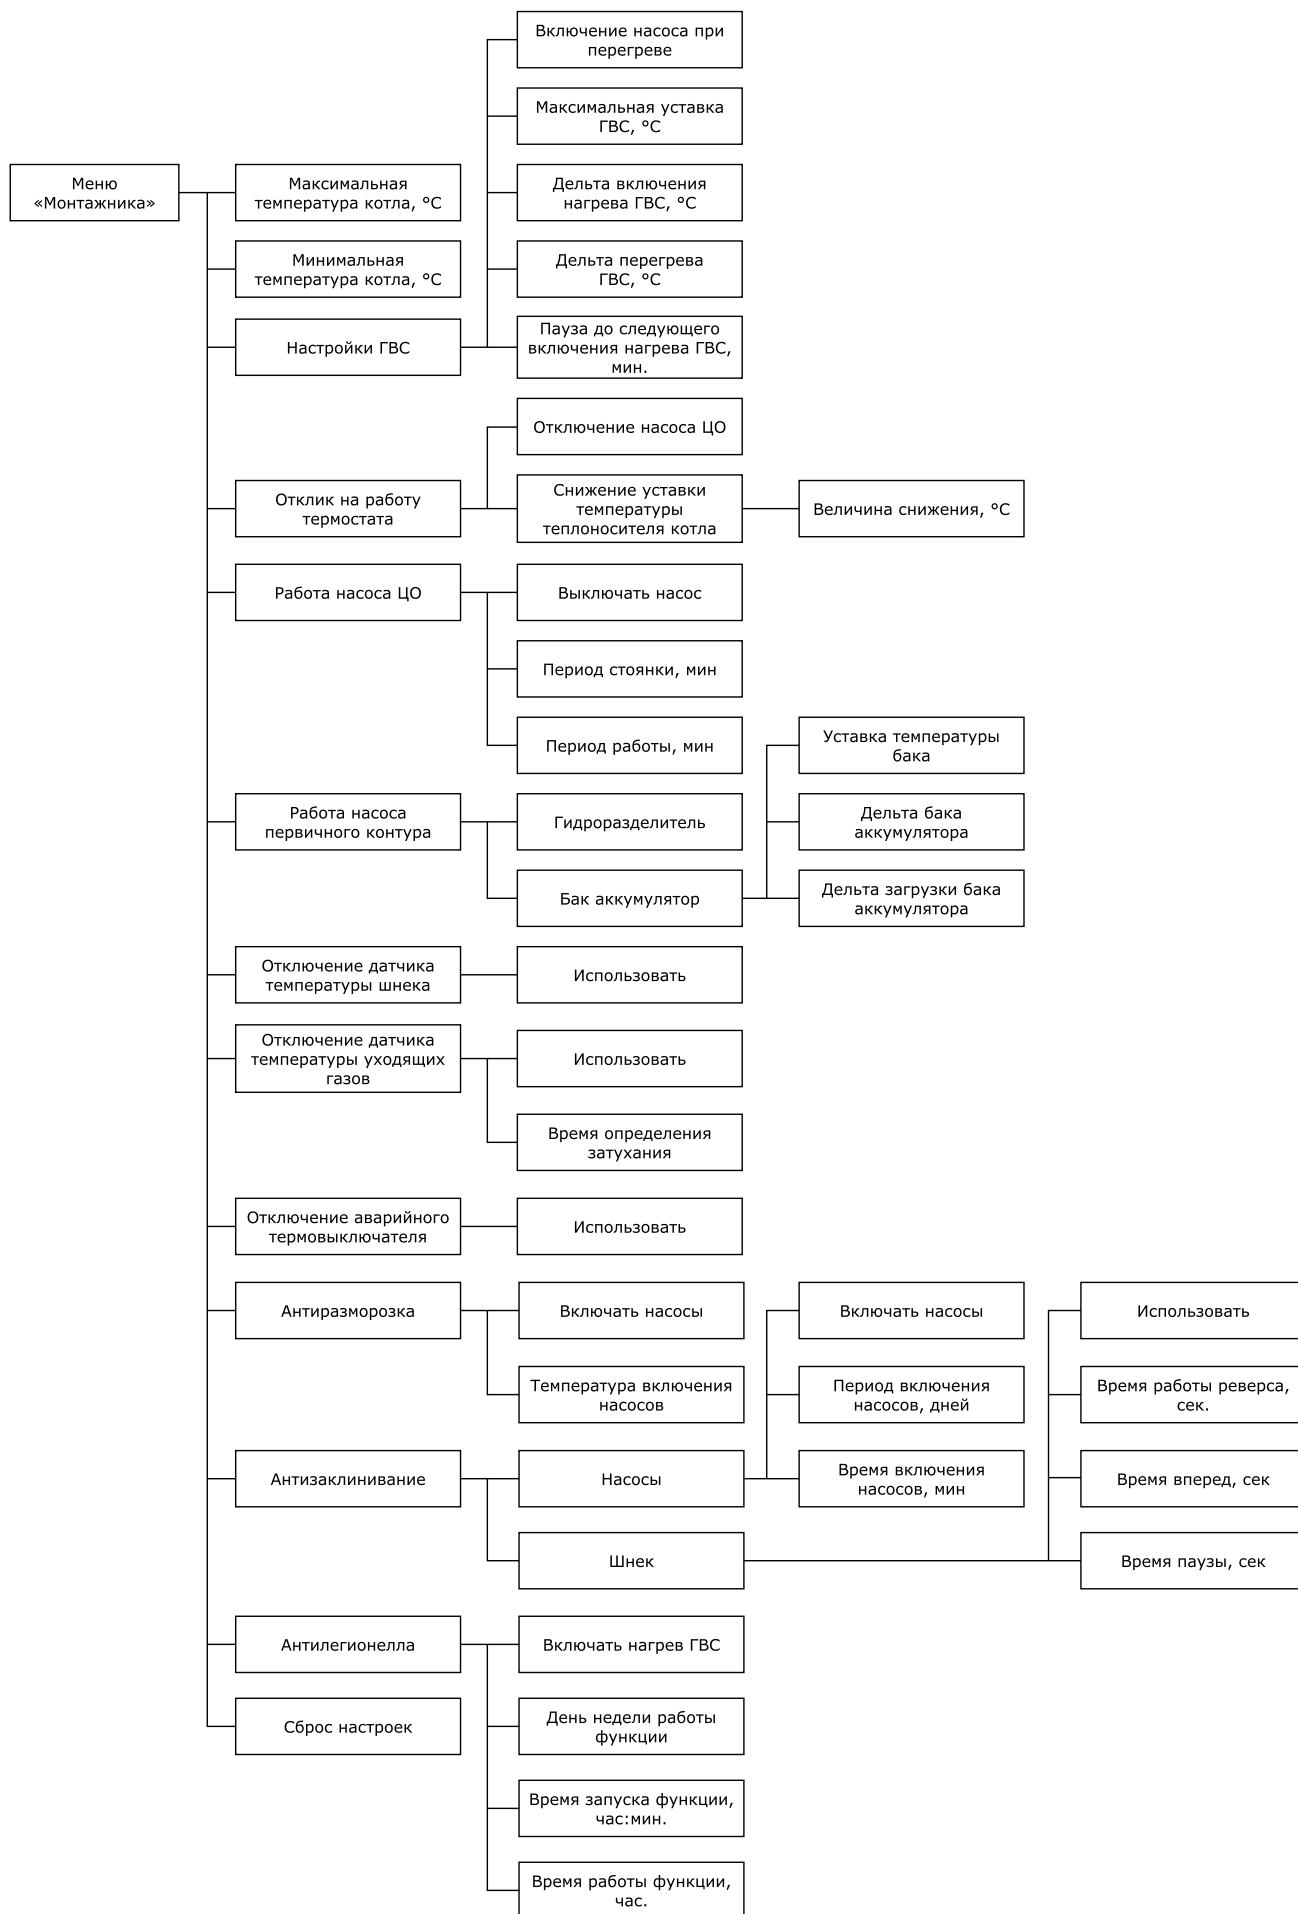 Меню
«Монтажника»
Максимальная
температура котла, °С
Минимальная
температура котла, °С
Настройки ГВС
Включение насоса при
перегреве
Максимальная уставка
ГВС, °С
Дельта включения
нагрева ГВС, °С
Дельта перегрева
ГВС, °С
Пауза до следующего
включения нагрева ГВС,
мин.
Отклик на работу
термостата
Отключение насоса ЦО
Снижение уставки
температуры
теплоносителя котла
Величина снижения, °С
Работа насоса ЦО
Выключать насос
Период стоянки, мин
Период работы, мин
Работа насоса
первичного контура
Гидроразделитель
Бак аккумулятор
Уставка температуры
бака
Дельта бака
аккумулятора
Дельта загрузки бака
аккумулятора
Отключение датчика
температуры шнека
Использовать
Отключение датчика
температуры уходящих
газов
Использовать
Время определения
затухания
Отключение аварийного
термовыключателя
Использовать
Антиразморозка
Включать насосы
Температура включения
насосов
Антизаклинивание
Насосы
Включать насосы
Период включения
насосов, дней
Время включения
насосов, мин
Шнек
Использовать
Время работы реверса,
сек.
Время вперед, сек
Время паузы, сек
Антилегионелла
Включать нагрев ГВС
День недели работы
функции
Время запуска функции,
час:мин.
Время работы функции,
час.
Сброс настроек